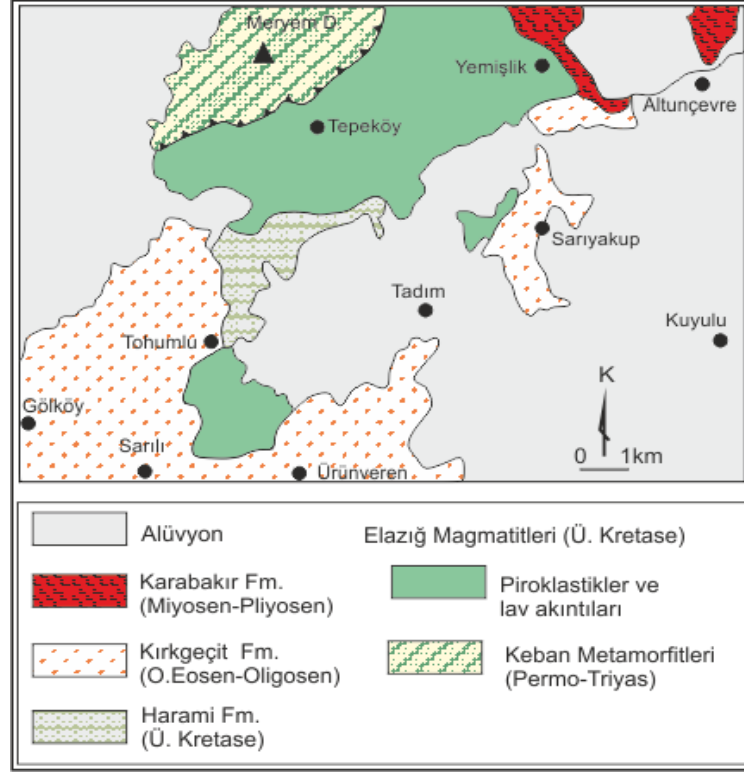 Meryem D.
Yemişlik
Altunçevre
Tepeköy
Sarıyakup
Tadım
Kuyulu
Tohumlu
K
Gölköy
Sarılı
Ürünveren
0 1km
Alüvyon
Elazığ Magmatitleri (Ü. Kretase)
Karabakır Fm.
(Miyosen-Pliyosen)
Piroklastikler ve
lav akıntıları
Kırkgeçit Fm.
(O.Eosen-Oligosen)
Keban Metamorfitleri
(Permo-Triyas)
Harami Fm.
(Ü. Kretase)